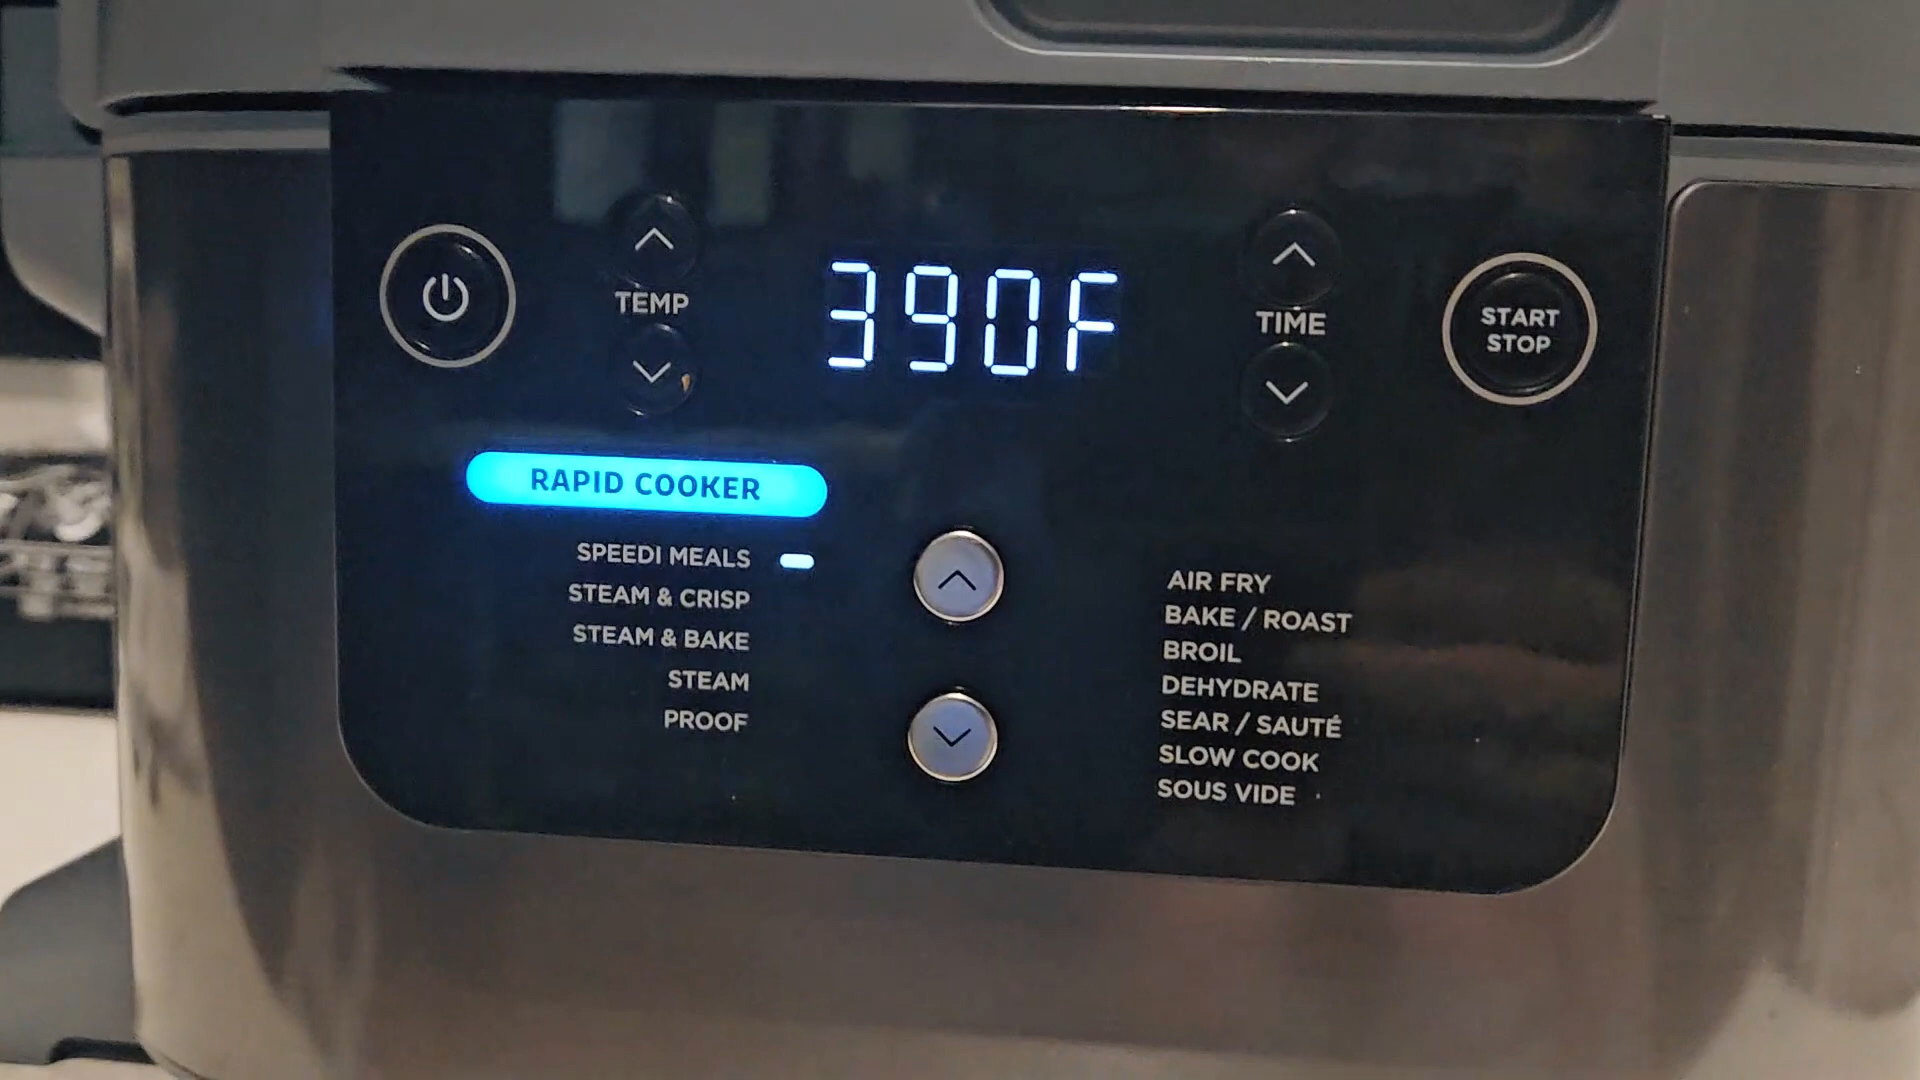 TEMP
390F
TIME
START
STOP
RAPID COOKER
SPEEDI MEALS
STEAM & CRISP
STEAM & BAKE
STEAM
PROOF
AIR FRY
BAKE / ROAST
BROIL
DEHYDRATE
SEAR / SAUTÉ
SLOW COOK
SOUS VIDE